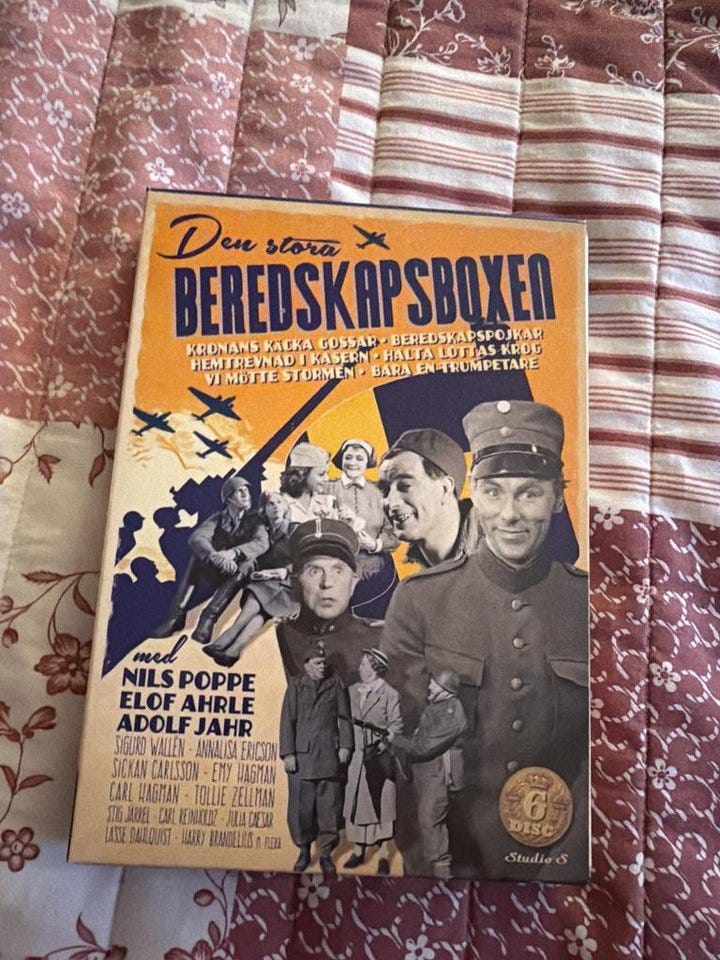 Den stora
BEREDSKAPSBOXEN
KRONANS KÄCKA GOSSAR • BEREDSKAPSPOJKAR
HEMTREVNAD I KASERN • HALTA LOTTAS KROG
VI MÖTTE STORMEN • BARA EN TRUMPETARE
med
NILS POPPE
ELOF AHRLE
ADOLF JAHR
SIGURD WALLÉN - ANNALISA ERICSON
SICKAN CARLSSON - EMY HAGMAN
CARL HAGMAN - TOLLIE ZELLMAN
STIG JÄRREL - CARL REINHOLDZ - JULIA CÆSAR
LASSE DAHLQUIST - HARRY BRANDELIUS M. FLERA
6
DISC
Studio S